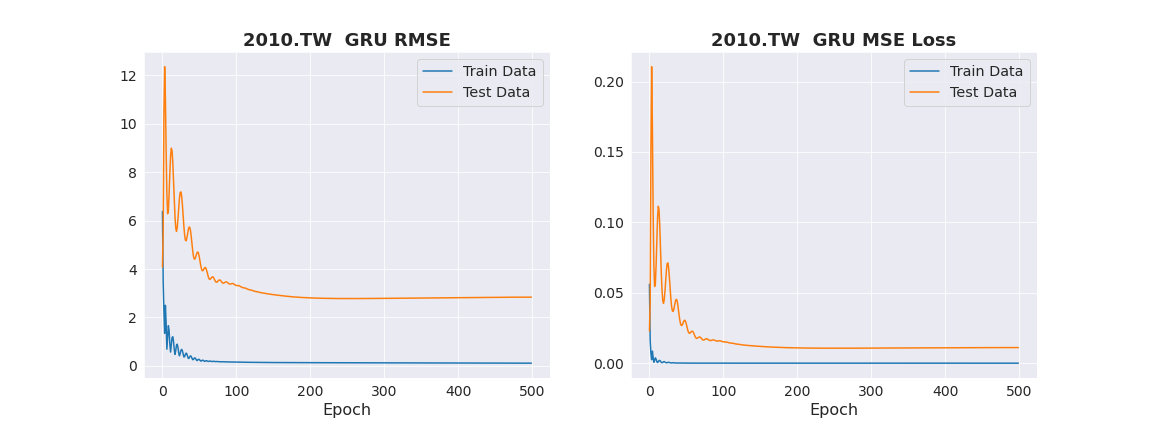 2010.TW  GRU RMSE
Train Data
Test Data
12
10
8
6
4
2
0
0 100 200 300 400 500
Epoch
2010.TW  GRU MSE Loss
Train Data
Test Data
0.20
0.15
0.10
0.05
0.00
0 100 200 300 400 500
Epoch